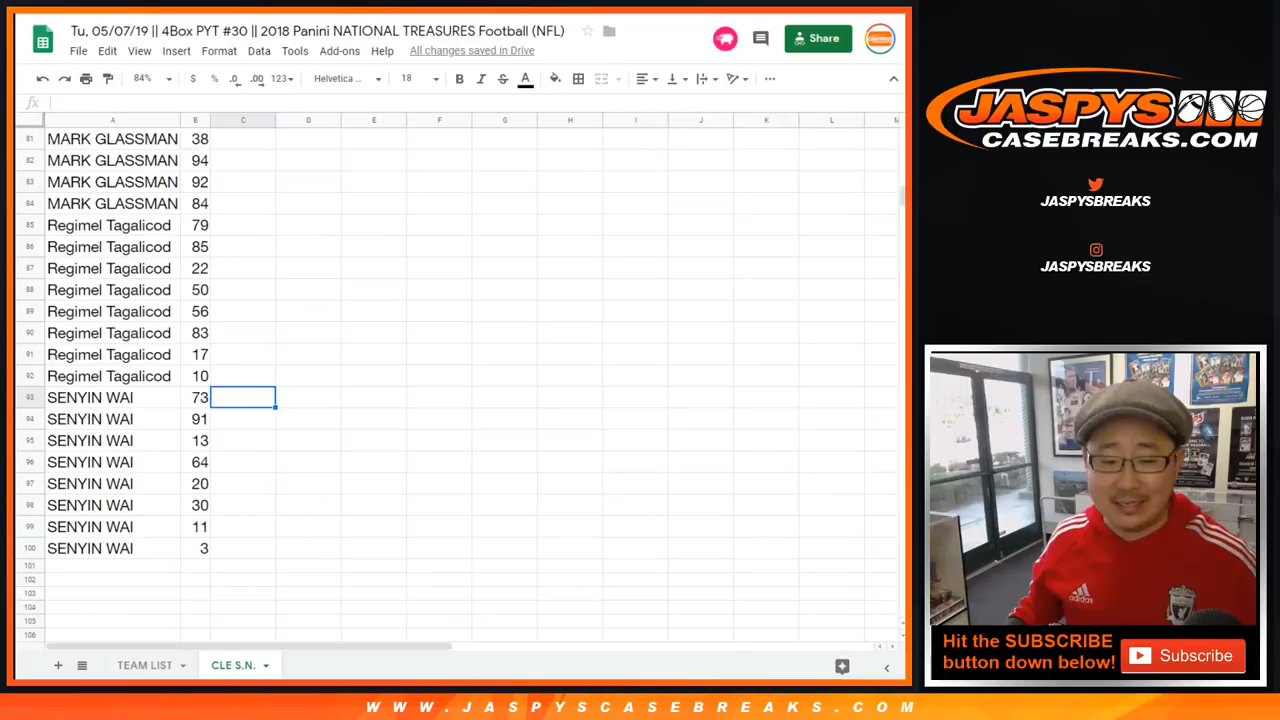 Tu, 05/07/19 || 4Box PYT #30 || 2018 Panini NATIONAL TREASURES Football (NFL)
File Edit View Insert Format Data Tools Add-ons Help All changes saved in Drive
Share
84% $ % .0 .00 123 Helvetica ... 18 B I S A
fx
A B C D E F G H I J K L M
81 MARK GLASSMAN 38
82 MARK GLASSMAN 94
83 MARK GLASSMAN 92
84 MARK GLASSMAN 84
85 Regimel Tagalicod 79
86 Regimel Tagalicod 85
87 Regimel Tagalicod 22
88 Regimel Tagalicod 50
89 Regimel Tagalicod 56
90 Regimel Tagalicod 83
91 Regimel Tagalicod 17
92 Regimel Tagalicod 10
93 SENYIN WAI 73
94 SENYIN WAI 91
95 SENYIN WAI 13
96 SENYIN WAI 64
97 SENYIN WAI 20
98 SENYIN WAI 30
99 SENYIN WAI 11
100 SENYIN WAI 3
101
102
103
104
105
106
TEAM LIST CLE S.N.
JASPYS
CASEBREAKS.COM
JASPYSBREAKS
JASPYSBREAKS
adidas
Hit the SUBSCRIBE
button down below!
Subscribe
WWW.JASPYSCASEBREAKS.COM